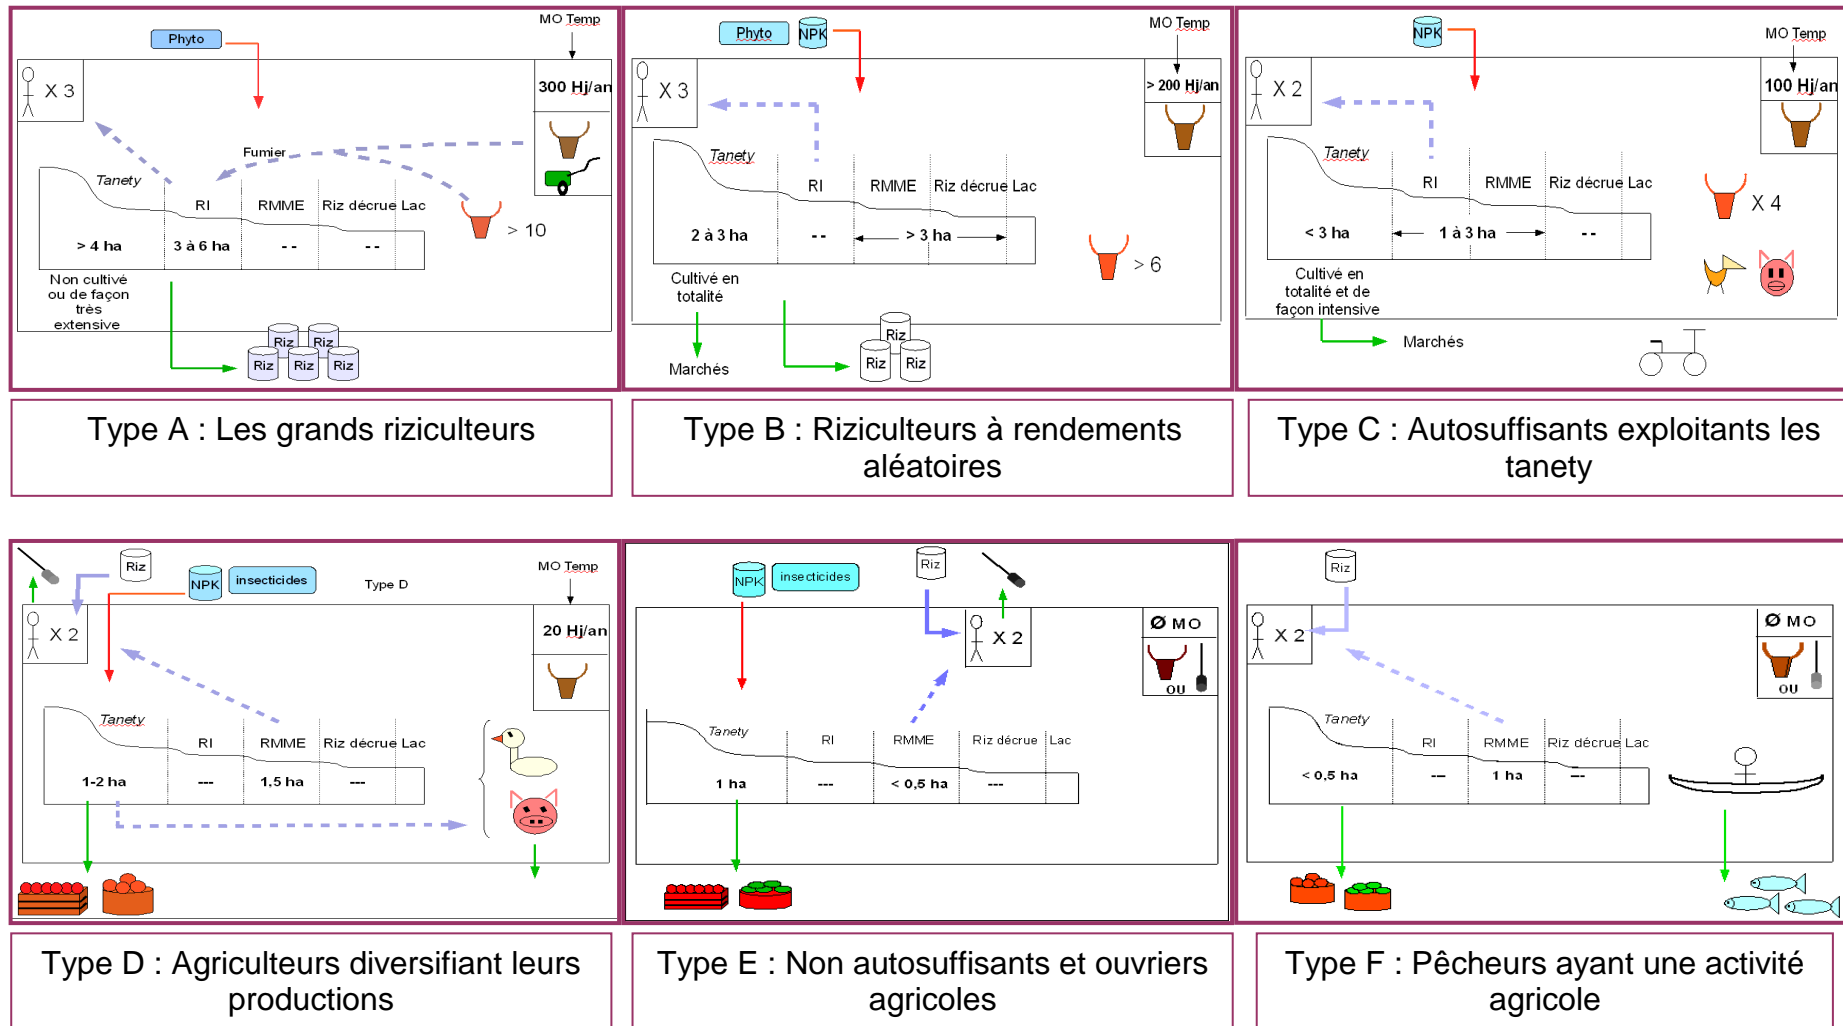 MO Temp
Phyto
X 3
300 Hj/an
Fumier
Tanety
RI
RMME
Riz décrue
Lac
> 4 ha
3 à 6 ha
- -
- -
> 10
Non cultivé
ou de façon
très
extensive
Riz
Riz
Riz
Riz
Riz
Type A : Les grands riziculteurs
Phyto
NPK
MO Temp
X 3
> 200 Hj/an
Tanety
RI
RMME
Riz décrue
Lac
2 à 3 ha
- -
> 3 ha
> 6
Cultivé en
totalité
Marchés
Riz
Riz
Riz
Type B : Riziculteurs à rendements
aléatoires
NPK
MO Temp
X 2
100 Hj/an
Tanety
RI
RMME
Riz décrue
Lac
< 3 ha
1 à 3 ha
- -
X 4
Cultivé en
totalité et de
façon intensive
Marchés
Type C : Autosuffisants exploitants les
tanety
Riz
NPK
insecticides
Type D
MO Temp
X 2
20 Hj/an
Tanety
RI
RMME
Riz décrue
Lac
1-2 ha
---
1,5 ha
---
Type D : Agriculteurs diversifiant leurs
productions
NPK
insecticides
Riz
X 2
Ø MO
OU
Tanety
RI
RMME
Riz décrue
Lac
1 ha
---
< 0,5 ha
---
Type E : Non autosuffisants et ouvriers
agricoles
Riz
X 2
Ø MO
OU
Tanety
RI
RMME
Riz décrue
Lac
< 0,5 ha
---
1 ha
---
Type F : Pêcheurs ayant une activité
agricole